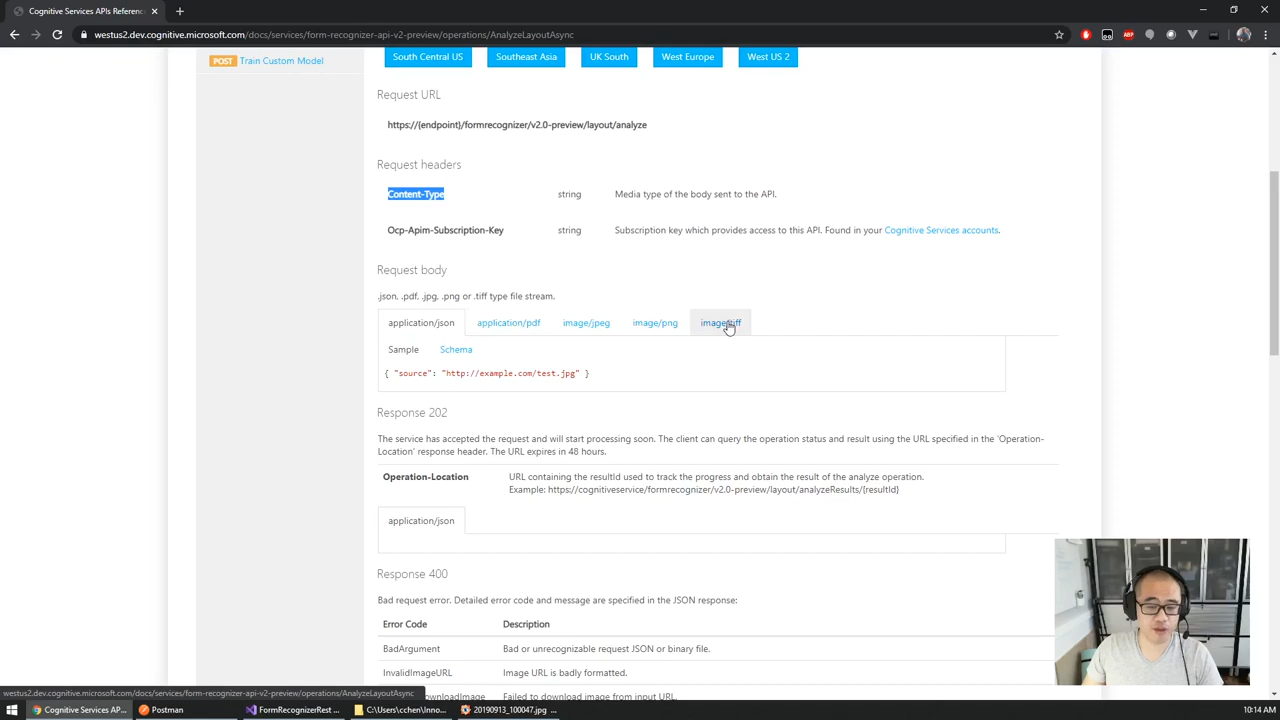 Cognitive Services APIs Referenc
westus2.dev.cognitive.microsoft.com/docs/services/form-recognizer-api-v2-preview/operations/AnalyzeLayoutAsync
ABP
POST Train Custom Model
South Central US Southeast Asia UK South West Europe West US 2
Request URL
https://{endpoint}/formrecognizer/v2.0-preview/layout/analyze
Request headers
Content-Type string Media type of the body sent to the API.
Ocp-Apim-Subscription-Key string Subscription key which provides access to this API. Found in your Cognitive Services accounts.
Request body
.json, .pdf, .jpg, .png or .tiff type file stream.
application/json application/pdf image/jpeg image/png image/tiff
Sample Schema
{ "source": "http://example.com/test.jpg" }
Response 202
The service has accepted the request and will start processing soon. The client can query the operation status and result using the URL specified in the 'Operation-
Location' response header. The URL expires in 48 hours.
Operation-Location URL containing the resultId used to track the progress and obtain the result of the analyze operation.
Example: https://cognitiveservice/formrecognizer/v2.0-preview/layout/analyzeResults/{resultId}
application/json
Response 400
Bad request error. Detailed error code and message are specified in the JSON response:
Error Code Description
BadArgument Bad or unrecognizable request JSON or binary file.
InvalidImageURL Image URL is badly formatted.
Failed to download image from input URL.
westus2.dev.cognitive.microsoft.com/docs/services/form-recognizer-api-v2-preview/operations/AnalyzeLayoutAsync
Cognitive Services AP... Postman FormRecognizerRest ... C:\Users\cchen\Inno... 20190913_100047.jpg ... 10:14 AM